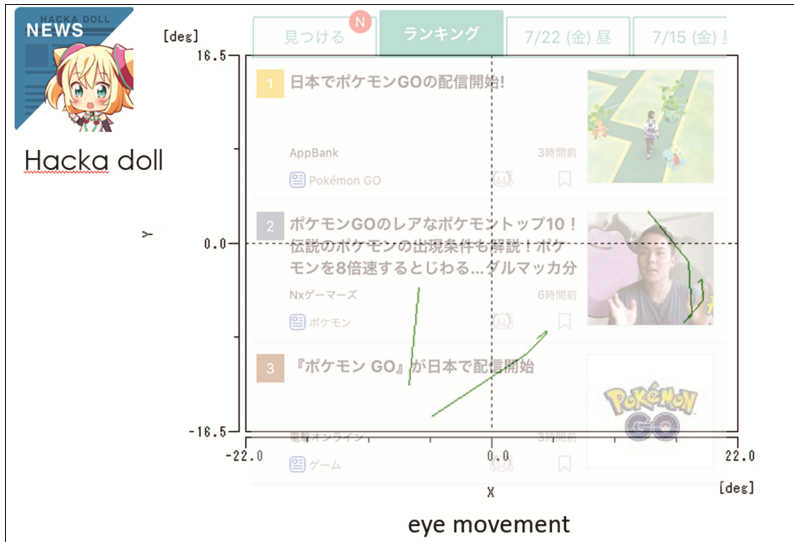 HACKA DOLL
NEWS
Hacka doll
[deg]
16.5
Y
0.0
-16.5
-22.0
0.0
22.0
X
[deg]
見つける
N
ランキング
7/22 (金) 昼
7/15 (金) 昼
1
日本でポケモンGOの配信開始!
AppBank
3時間前
Pokémon GO
2
ポケモンGOのレアなポケモントップ10！
伝説のポケモンの出現条件も解説！ポケ
モンを8倍速するとじわる...ダルマッカ分
Nxゲーマーズ
6時間前
ポケモン
3
『ポケモン GO』が日本で配信開始
電撃オンライン
3時間前
ゲーム
POKÉMON
GO
eye movement